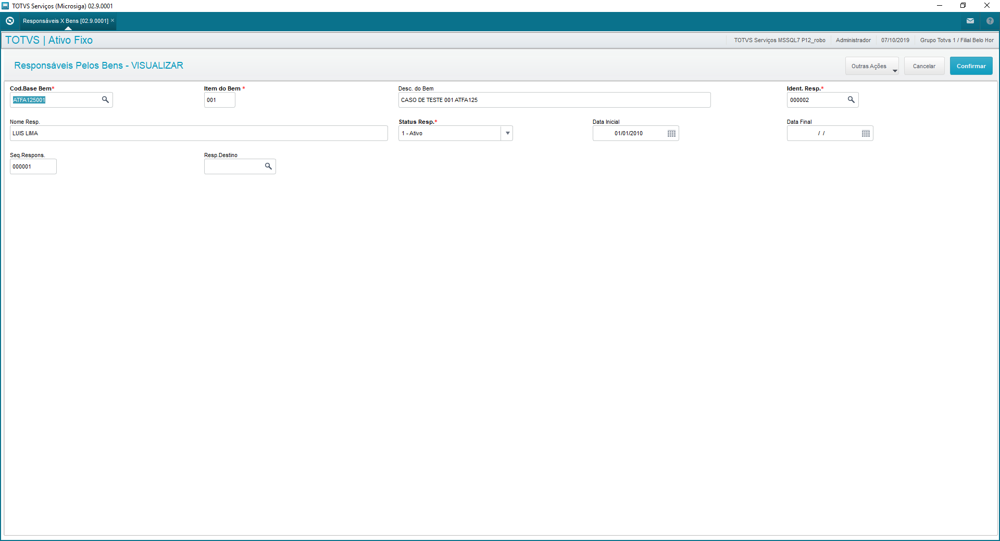 TOTVS Serviços (Microsiga) 02.9.0001
Responsáveis X Bens [02.9.0001] ×
TOTVS | Ativo Fixo
TOTVS Serviços MSSQL7 P12_robo
Administrador
07/10/2019
Grupo Totvs 1 / Filial Belo Hor
Responsáveis Pelos Bens - VISUALIZAR
Outras Ações
Cancelar
Confirmar
Cod.Base Bem*
Item do Bem *
Desc. do Bem
Ident. Resp.*
ATFA125001
001
CASO DE TESTE 001 ATFA125
000002
Nome Resp.
Status Resp.*
Data Inicial
Data Final
LUIS LIMA
1 - Ativo
01/01/2010
/ /
Seq.Respons.
Resp.Destino
000001